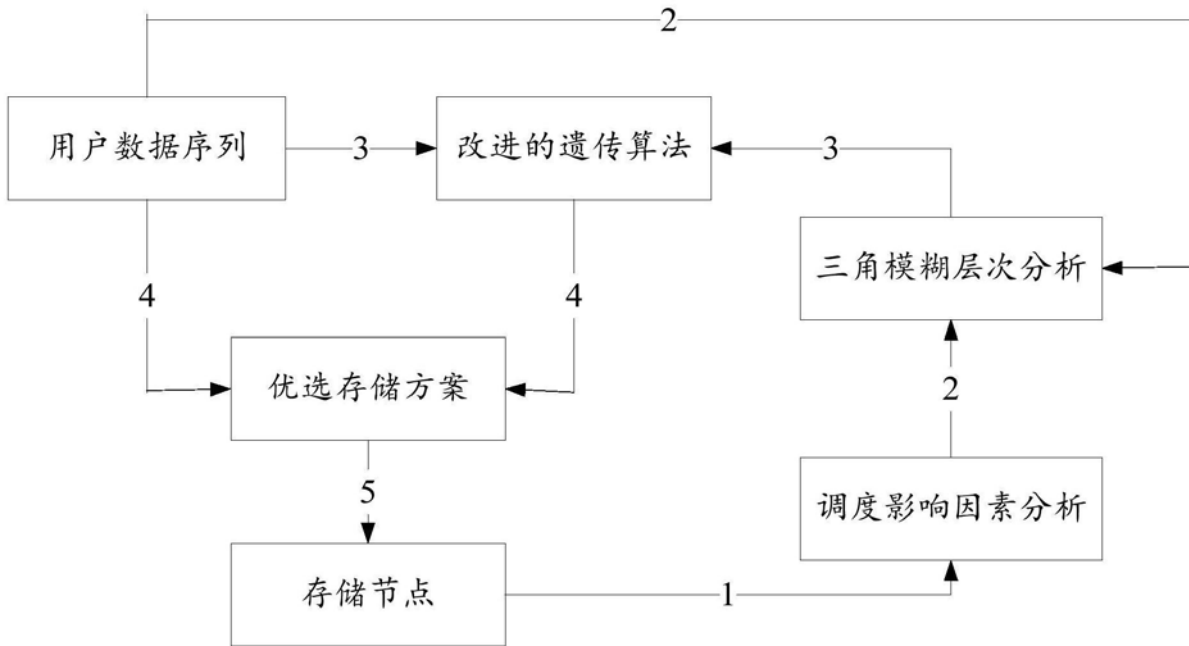 2
用户数据序列
3
改进的遗传算法
3
三角模糊层次分析
4
4
优选存储方案
2
5
调度影响因素分析
存储节点
1